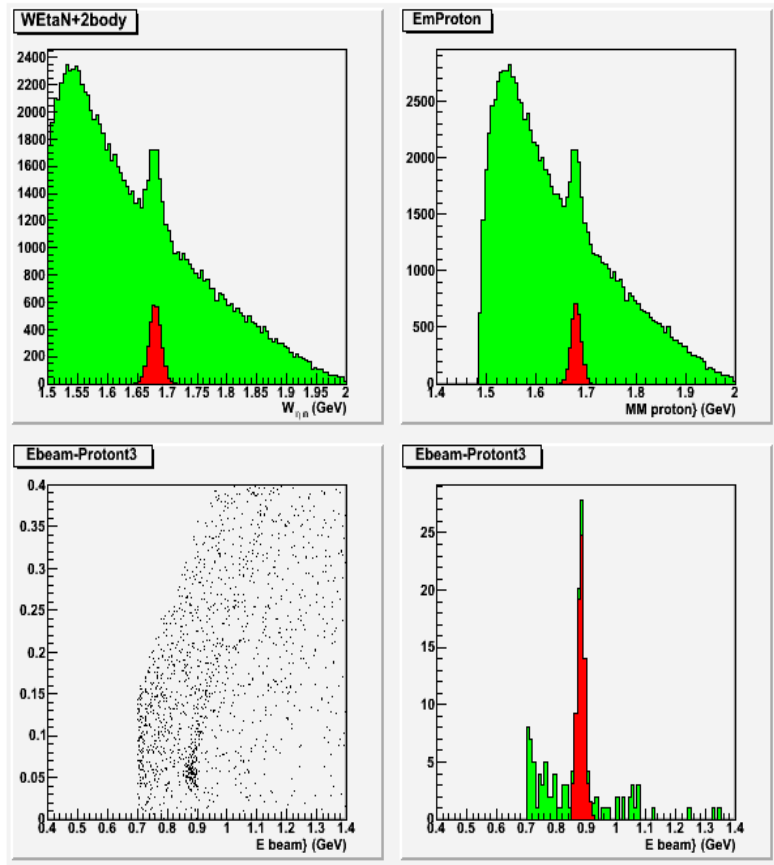 WEtaN+2body
2400
2200
2000
1800
1600
1400
1200
1000
800
600
400
200
0
1.5 1.55 1.6 1.65 1.7 1.75 1.8 1.85 1.9 1.95 2
W η n (GeV)
EmProton
2500
2000
1500
1000
500
0
1.4 1.5 1.6 1.7 1.8 1.9 2
MM proton} (GeV)
Ebeam-Protont3
0.4
0.35
0.3
0.25
0.2
0.15
0.1
0.05
0
0.4 0.5 0.6 0.7 0.8 0.9 1 1.1 1.2 1.3 1.4
E beam} (GeV)
Ebeam-Protont3
25
20
15
10
5
0
0.4 0.5 0.6 0.7 0.8 0.9 1 1.1 1.2 1.3 1.4
E beam} (GeV)